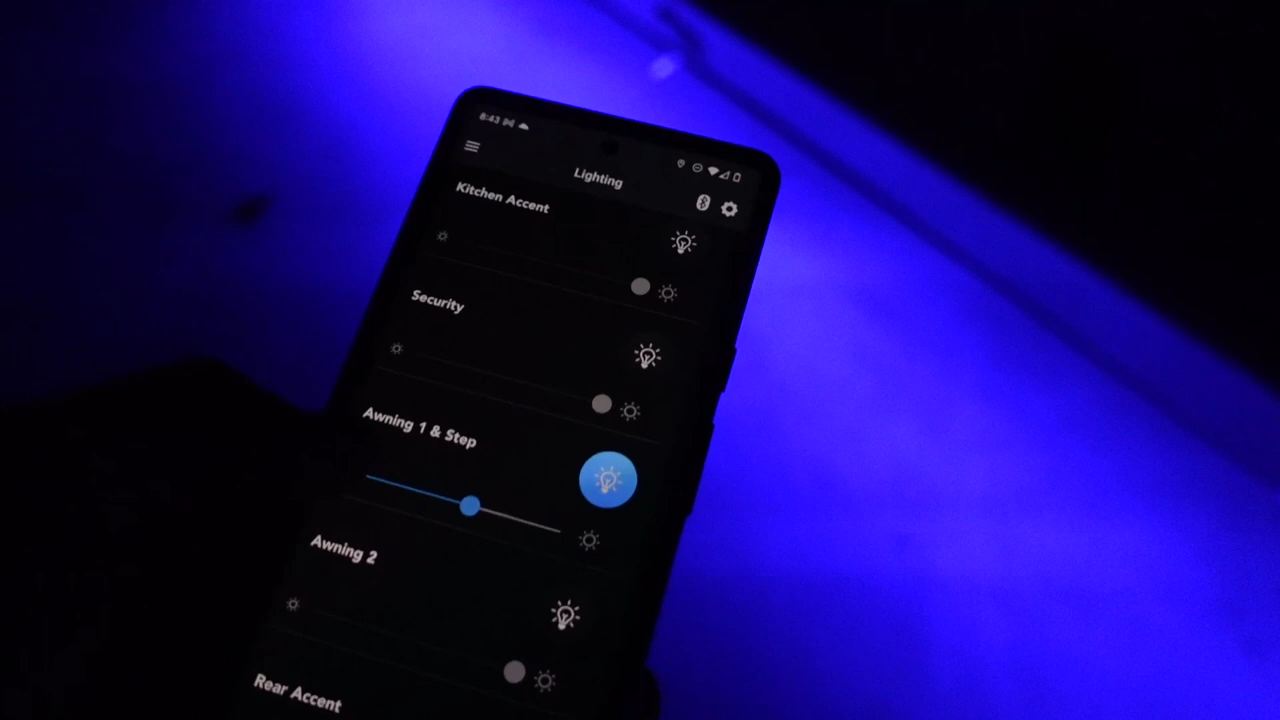 8:43
Lighting
Kitchen Accent
Security
Awning 1 & Step
Awning 2
Rear Accent